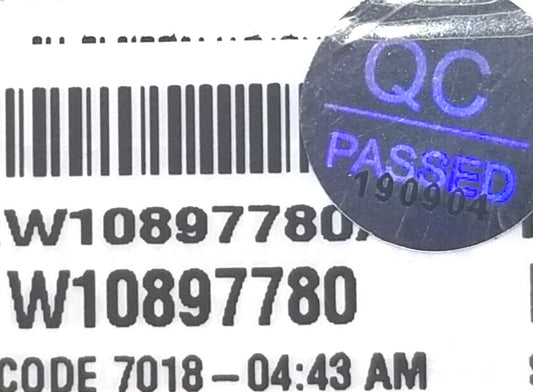 QC
PASSED
190904
W10897780
W10897780
CODE 7018 – 04:43 AM